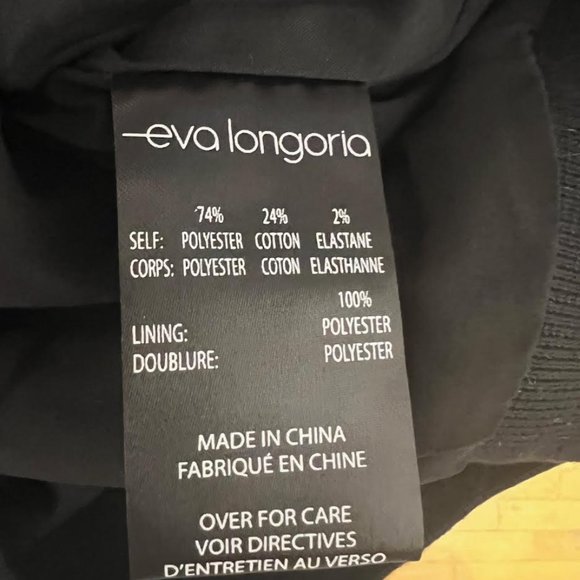 eva longoria
74% 24% 2%
SELF: POLYESTER COTTON ELASTANE
CORPS: POLYESTER COTON ELASTHANNE
100%
LINING: POLYESTER
DOUBLURE: POLYESTER
MADE IN CHINA
FABRIQUÉ EN CHINE
OVER FOR CARE
VOIR DIRECTIVES
D'ENTRETIEN AU VERSO